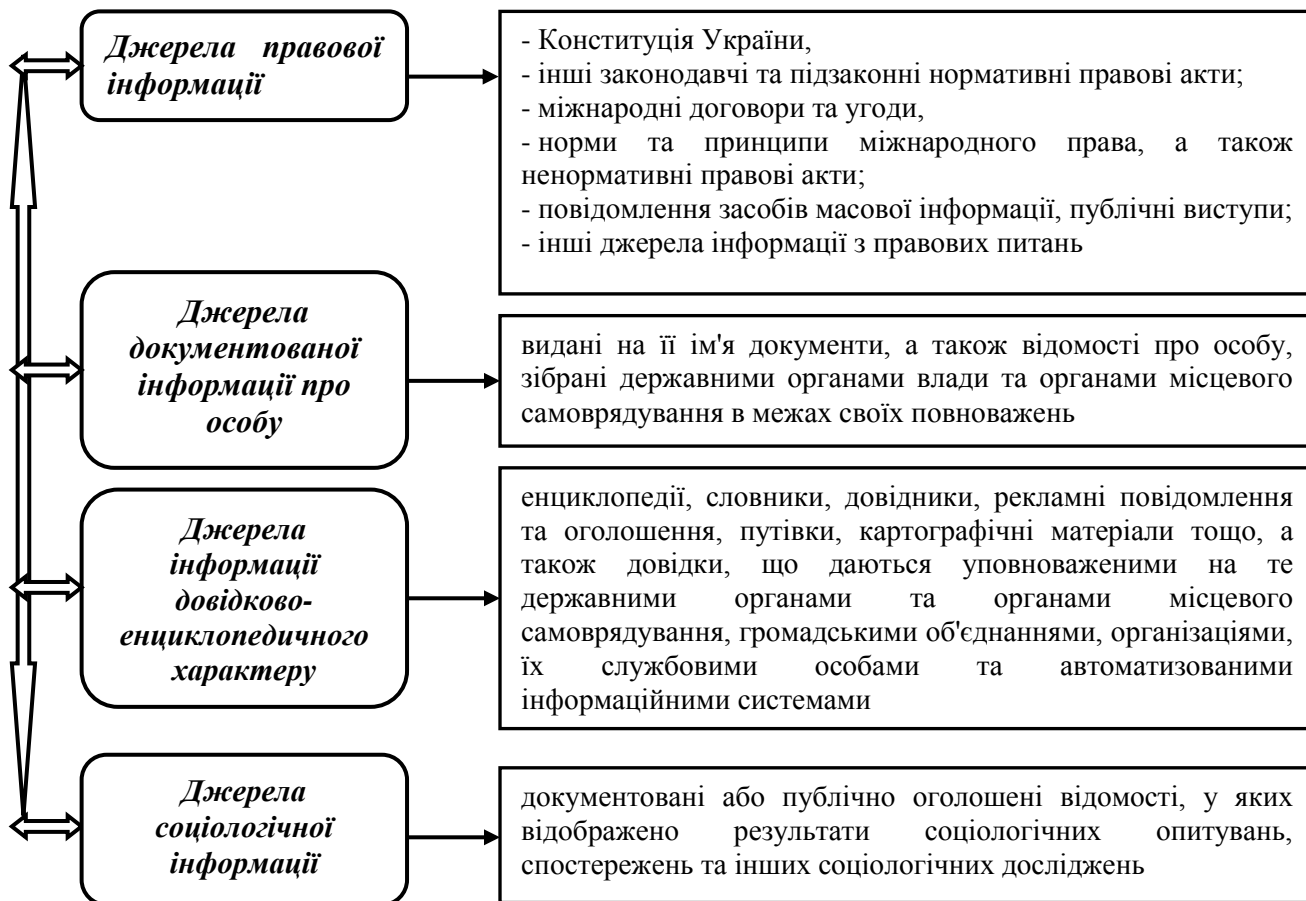 Джерела правової
інформації
- Конституція України,
- інші законодавчі та підзаконні нормативні правові акти;
- міжнародні договори та угоди,
- норми та принципи міжнародного права, а також
ненормативні правові акти;
- повідомлення засобів масової інформації, публічні виступи;
- інші джерела інформації з правових питань
Джерела
документованої
інформації про
особу
видані на її ім'я документи, а також відомості про особу,
зібрані державними органами влади та органами місцевого
самоврядування в межах своїх повноважень
Джерела
інформації
довідково-
енциклопедичного
характеру
енциклопедії, словники, довідники, рекламні повідомлення
та оголошення, путівки, картографічні матеріали тощо, а
також довідки, що даються уповноваженими на те
державними органами та органами місцевого
самоврядування, громадськими об'єднаннями, організаціями,
їх службовими особами та автоматизованими
інформаційними системами
Джерела
соціологічної
інформації
документовані або публічно оголошені відомості, у яких
відображено результати соціологічних опитувань,
спостережень та інших соціологічних досліджень